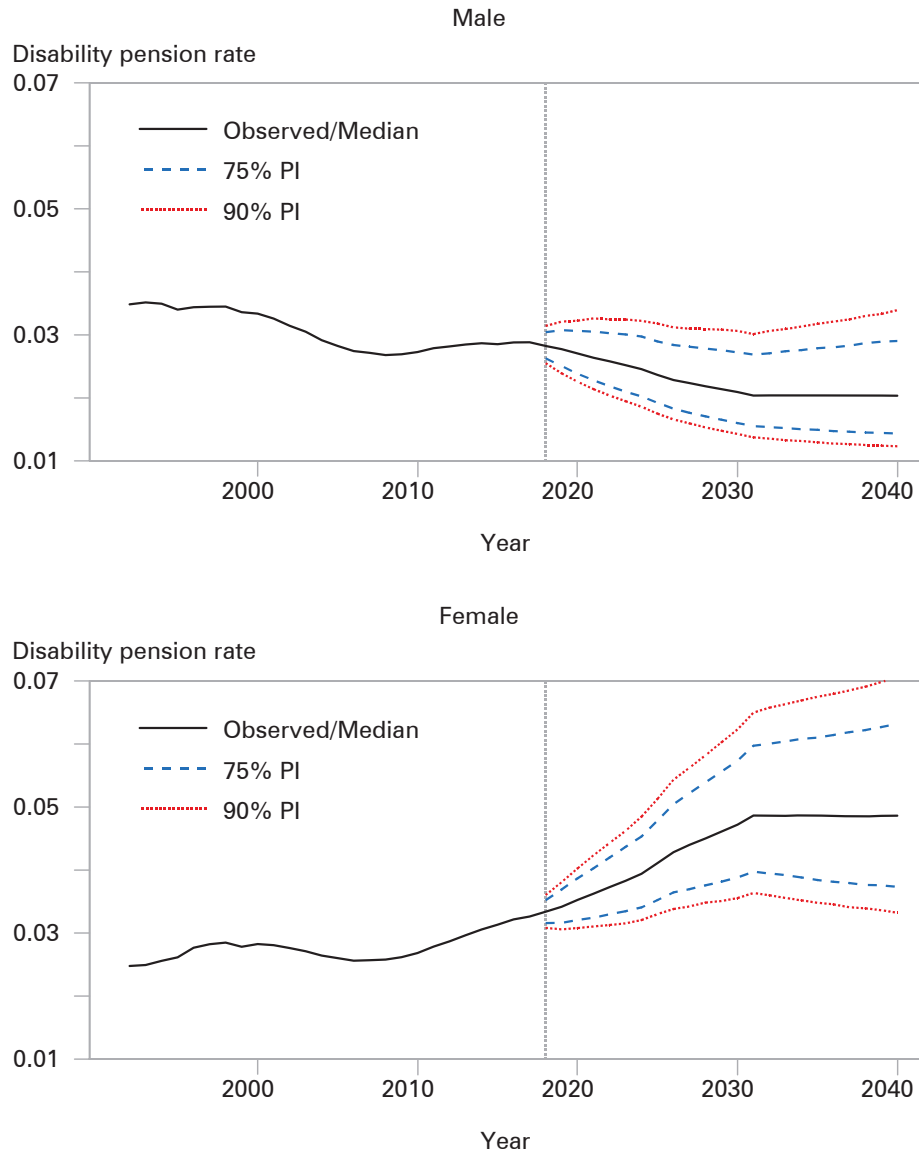 Male
Disability pension rate
0.07
Observed/Median
75% PI
90% PI
0.05
0.03
0.01
2000 2010 2020 2030 2040
Year
Female
Disability pension rate
0.07
Observed/Median
75% PI
90% PI
0.05
0.03
0.01
2000 2010 2020 2030 2040
Year